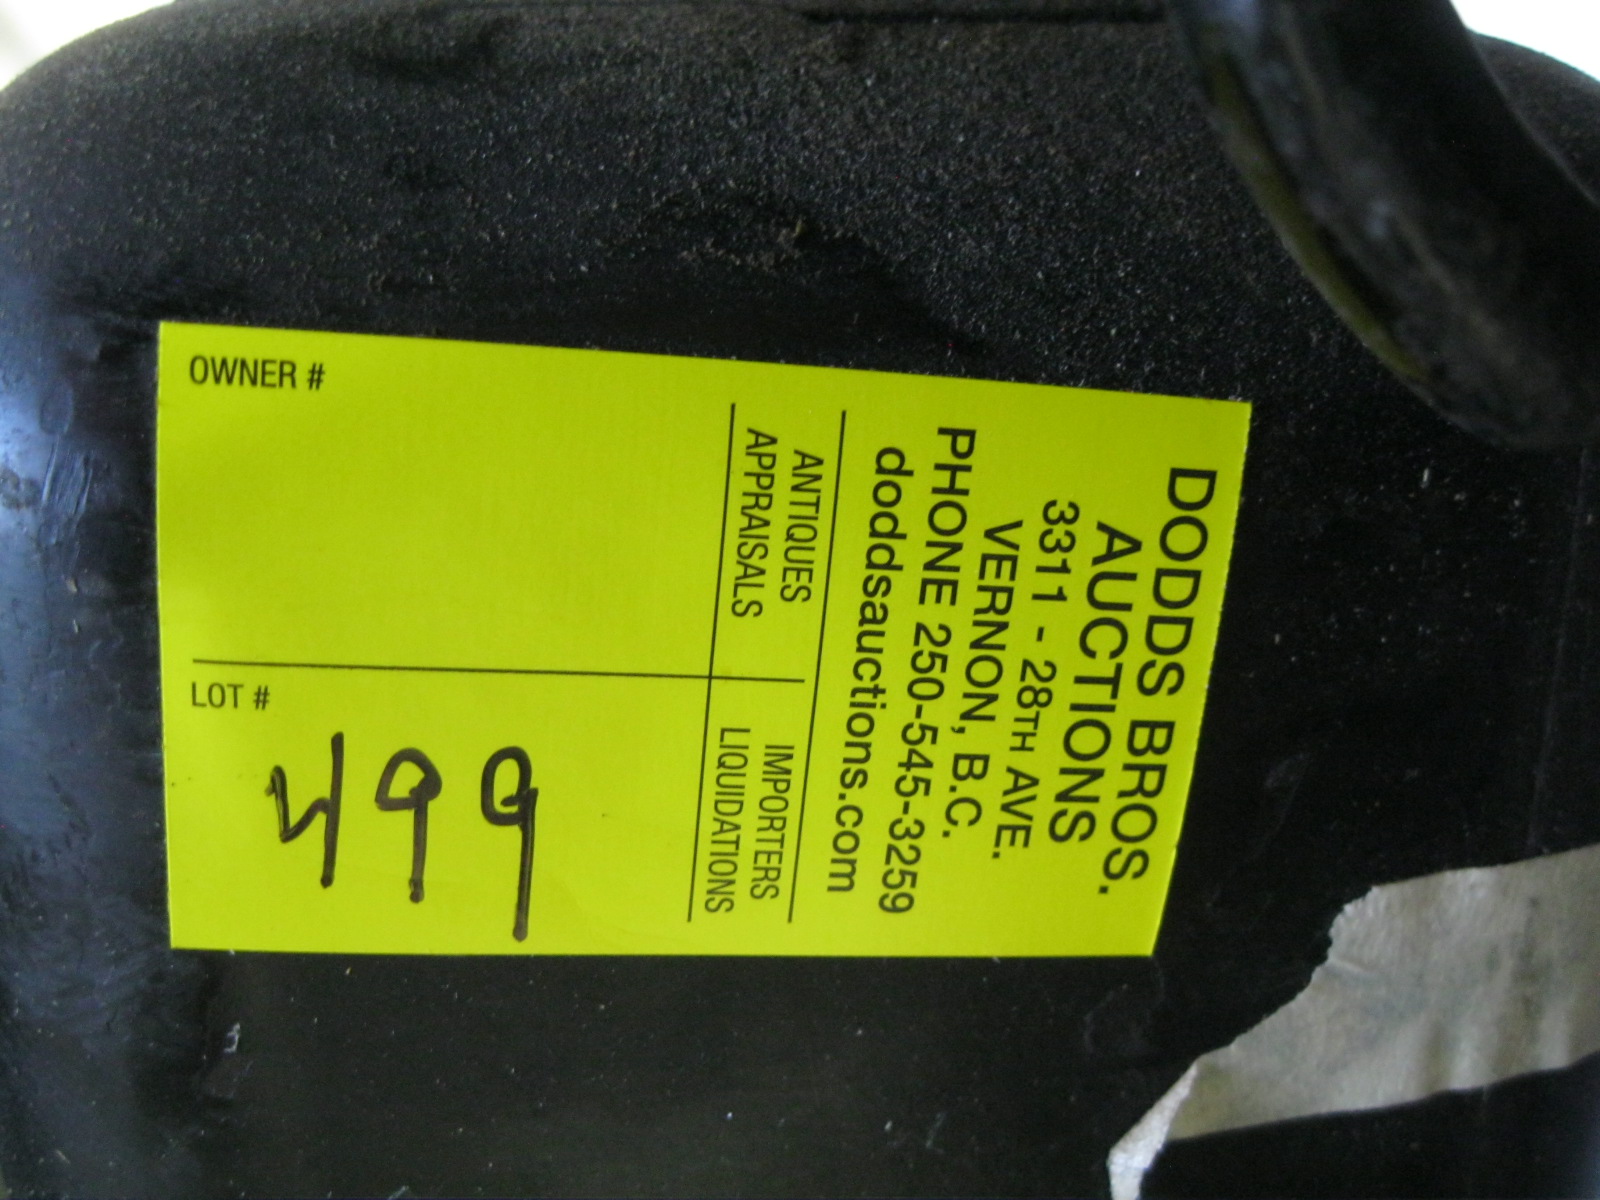 DODDS BROS.
AUCTIONS
3311 - 28TH AVE.
VERNON, B.C.
PHONE 250-545-3259
doddsauctions.com
ANTIQUES
APPRAISALS
IMPORTERS
LIQUIDATIONS
OWNER #
LOT #
499